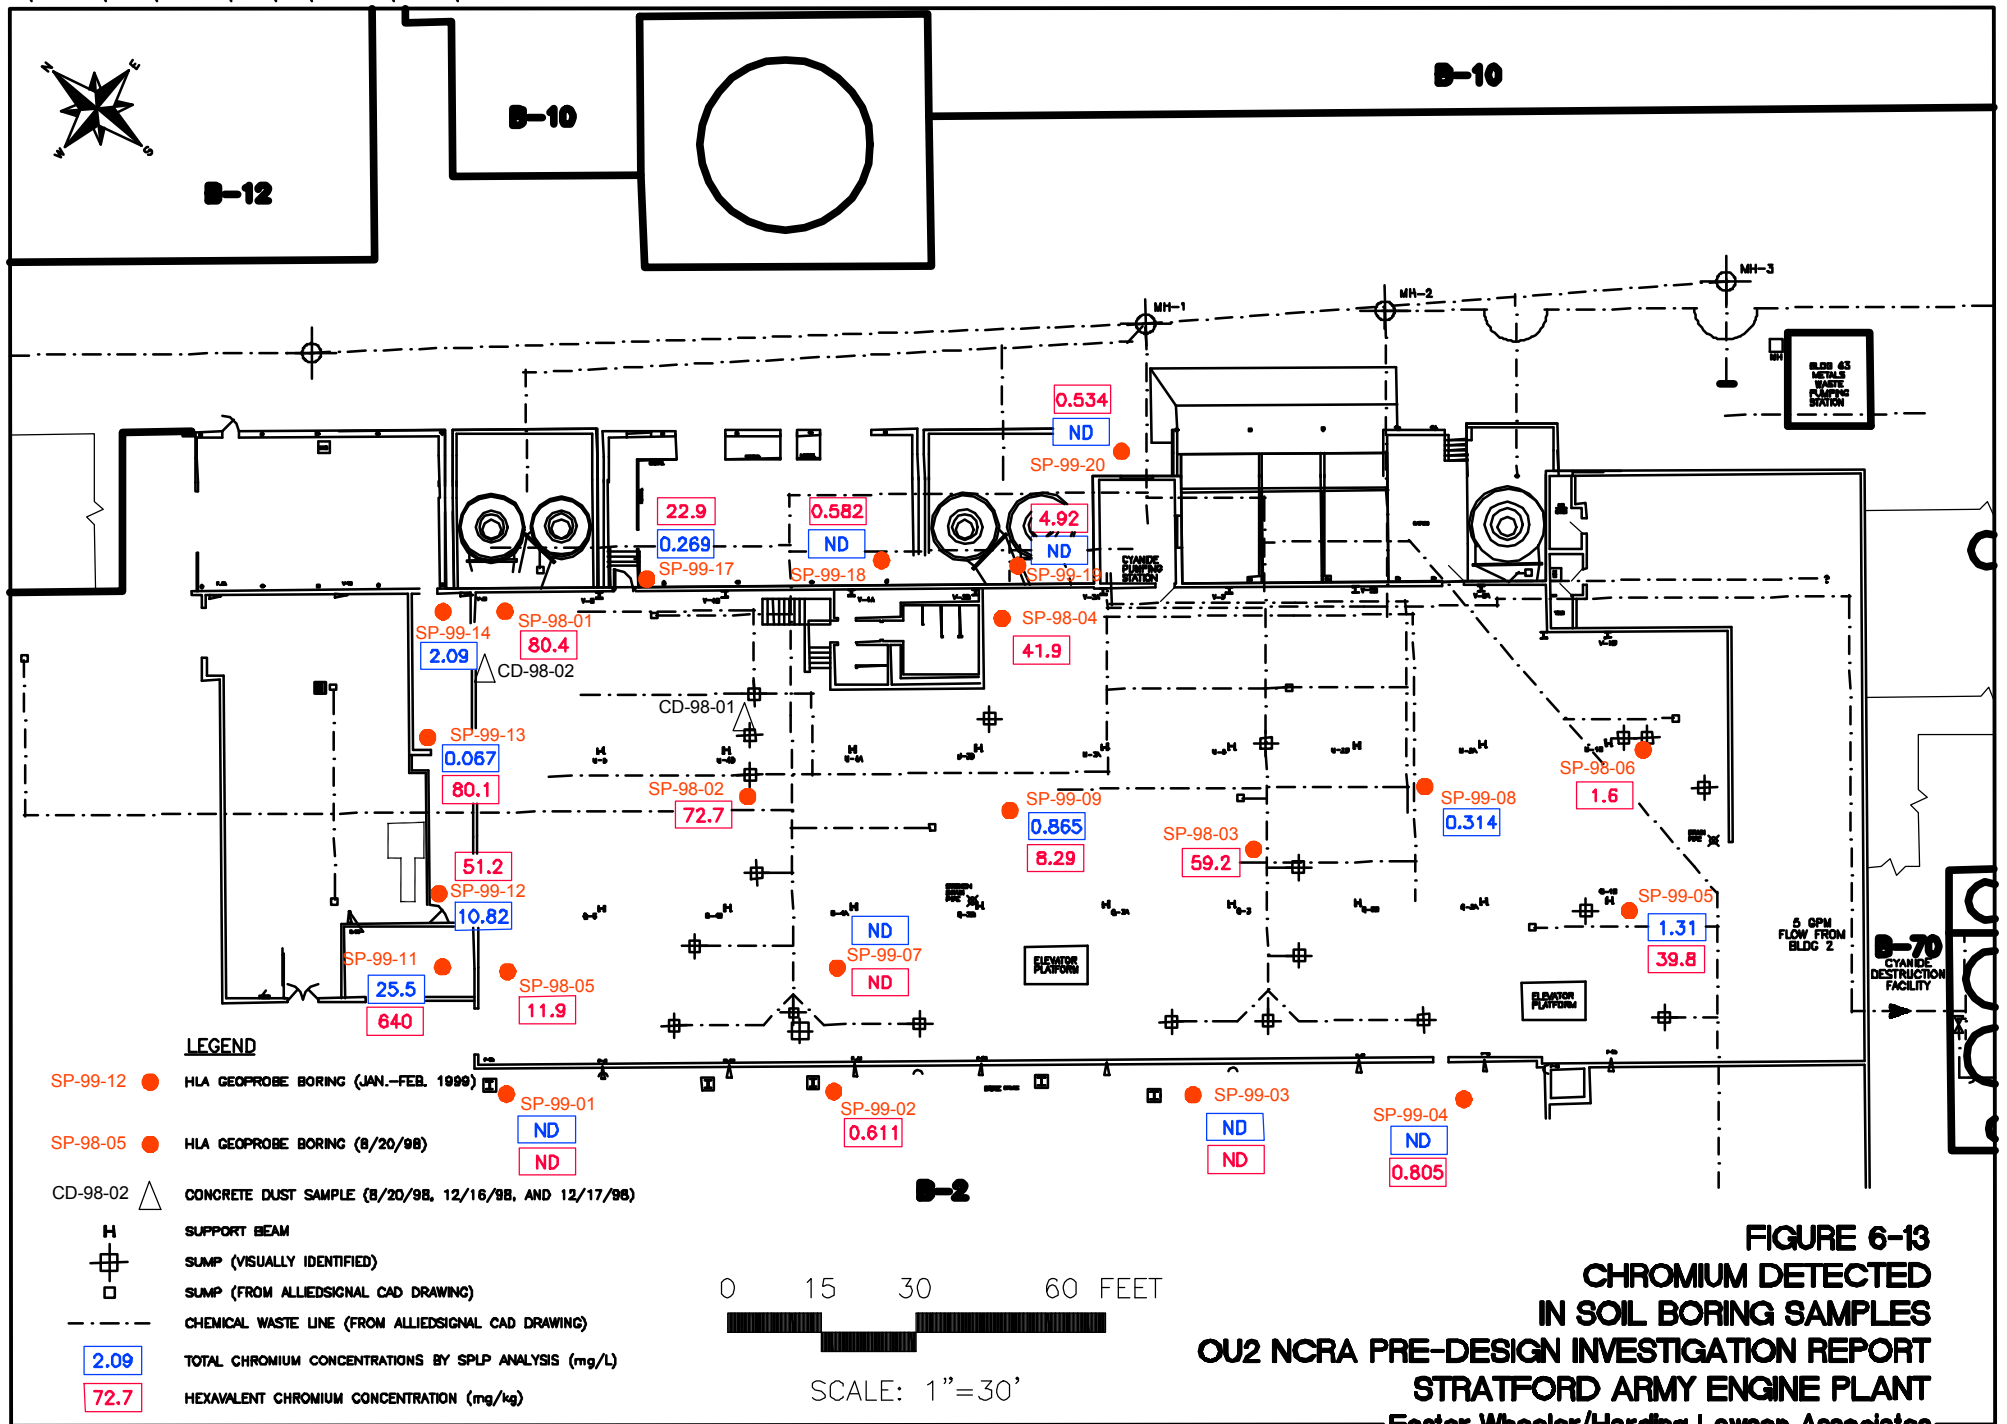 N
E
W
S
B-12
B-10
B-10
MH-1
MH-2
MH-3
MH
BLDG 63
METALS
WASTE
PUMPING
STATION
0.534
ND
SP-99-20
22.9
0.269
SP-99-17
0.582
ND
SP-99-18
4.92
ND
SP-99-19
CYANIDE
PUMPING
STATION
?
SP-99-14
2.09
SP-98-01
80.4
CD-98-02
SP-98-04
41.9
CD-98-01
SP-99-13
0.067
80.1
SP-98-02
72.7
SP-99-09
0.865
8.29
SP-98-03
59.2
SP-99-08
0.314
SP-98-06
1.6
51.2
SP-99-12
10.82
ND
SP-99-07
ND
SP-99-05
1.31
39.8
SP-99-11
25.5
640
SP-98-05
11.9
ELEVATOR
PLATFORM
ELEVATOR
PLATFORM
5 GPM
FLOW FROM
BLDG 2
B-70
CYANIDE
DESTRUCTION
FACILITY
SP-99-01
ND
ND
SP-99-02
0.611
SP-99-03
ND
ND
SP-99-04
ND
0.805
B-2
LEGEND
SP-99-12 HLA GEOPROBE BORING (JAN.-FEB. 1999)
SP-98-05 HLA GEOPROBE BORING (8/20/98)
CD-98-02 CONCRETE DUST SAMPLE (8/20/98, 12/16/98, AND 12/17/98)
H SUPPORT BEAM
SUMP (VISUALLY IDENTIFIED)
SUMP (FROM ALLIEDSIGNAL CAD DRAWING)
CHEMICAL WASTE LINE (FROM ALLIEDSIGNAL CAD DRAWING)
2.09 TOTAL CHROMIUM CONCENTRATIONS BY SPLP ANALYSIS (mg/L)
72.7 HEXAVALENT CHROMIUM CONCENTRATION (mg/kg)
0 15 30 60 FEET
SCALE: 1"=30'
FIGURE 6-13
CHROMIUM DETECTED
IN SOIL BORING SAMPLES
OU2 NCRA PRE-DESIGN INVESTIGATION REPORT
STRATFORD ARMY ENGINE PLANT
Foster Wheeler/Harding Lawson Associates